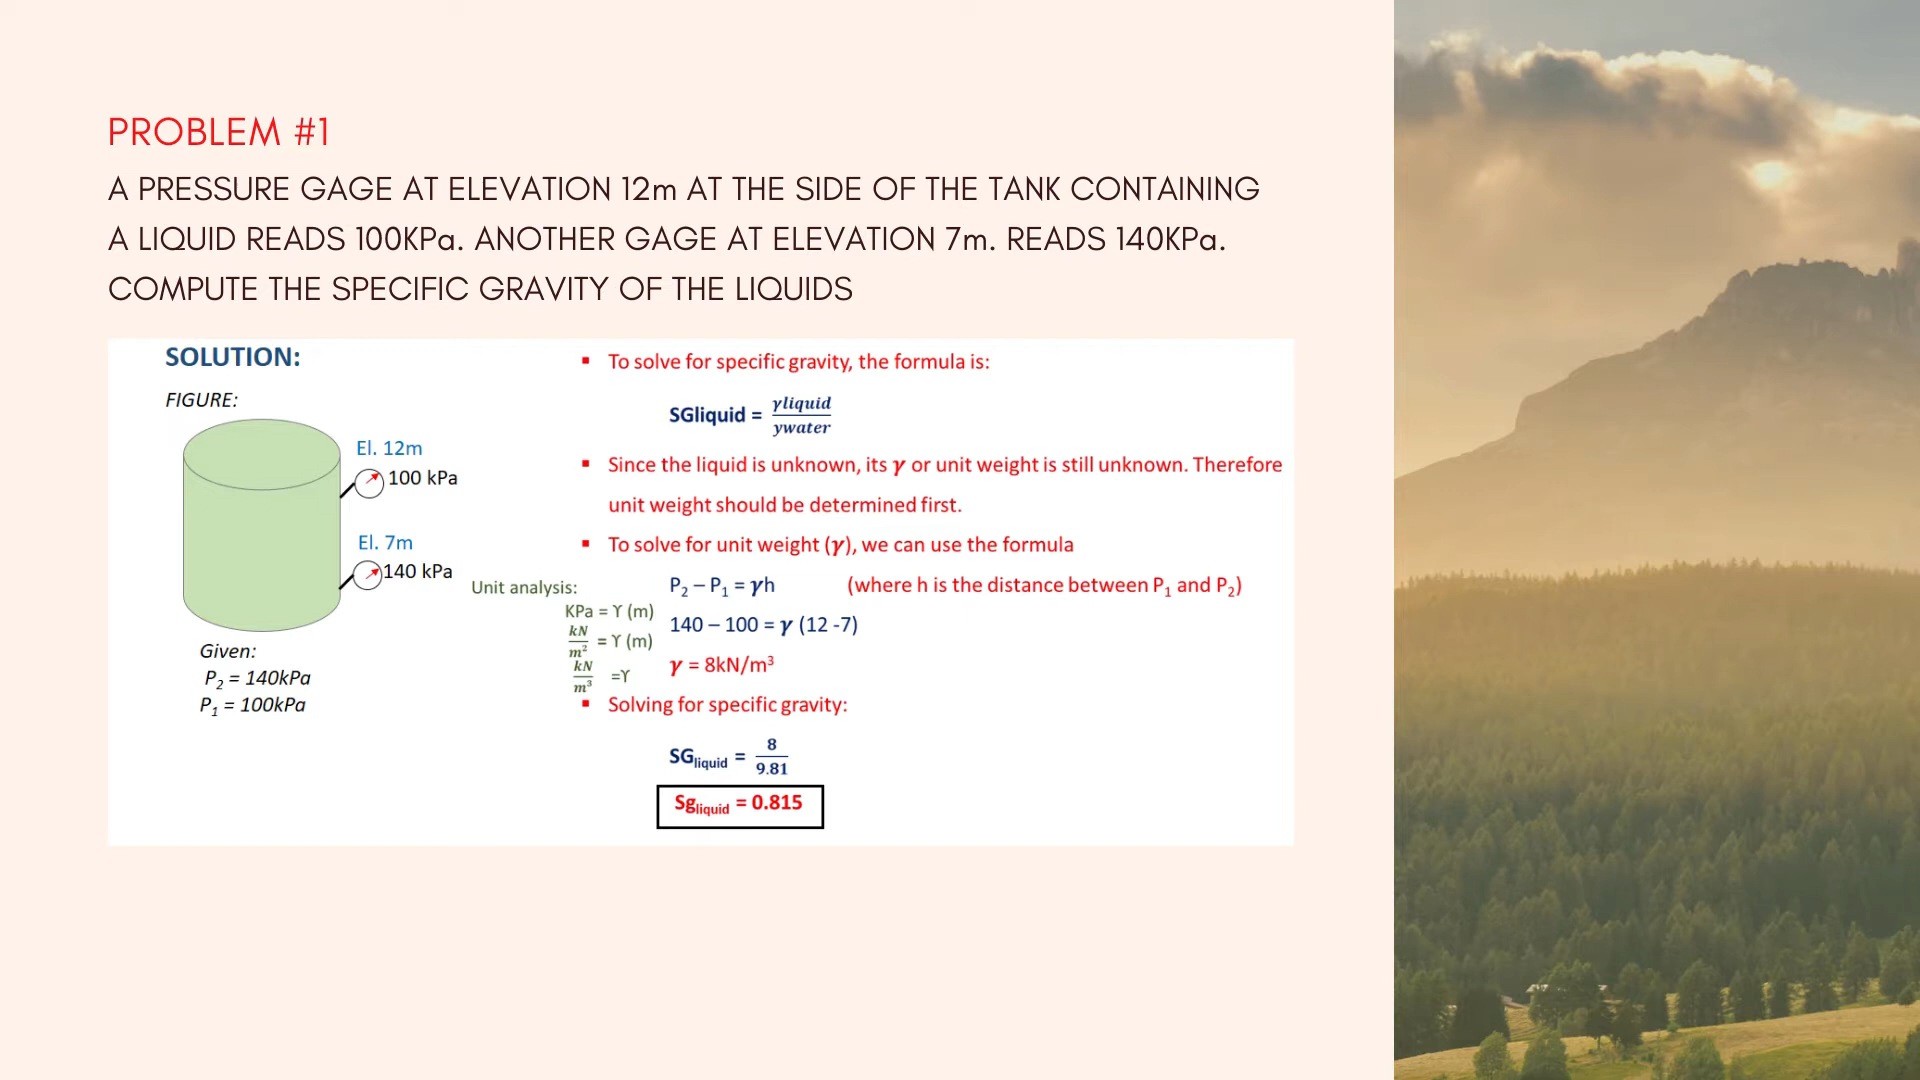 PROBLEM #1
A PRESSURE GAGE AT ELEVATION 12m AT THE SIDE OF THE TANK CONTAINING
A LIQUID READS 100KPa. ANOTHER GAGE AT ELEVATION 7m. READS 140KPa.
COMPUTE THE SPECIFIC GRAVITY OF THE LIQUIDS
SOLUTION:
FIGURE:
El. 12m
100 kPa
El. 7m
140 kPa
Given:
P₂ = 140kPa
P₁ = 100kPa
▪ To solve for specific gravity, the formula is:
SGliquid = γliquid / ywater
▪ Since the liquid is unknown, its γ or unit weight is still unknown. Therefore
unit weight should be determined first.
▪ To solve for unit weight (γ), we can use the formula
P₂ – P₁ = γh (where h is the distance between P₁ and P₂)
140 – 100 = γ (12 -7)
γ = 8kN/m³
Unit analysis:
KPa = ϒ (m)
kN/m² = ϒ (m)
kN/m³ =ϒ
▪ Solving for specific gravity:
SGliquid = 8 / 9.81
Sgliquid = 0.815